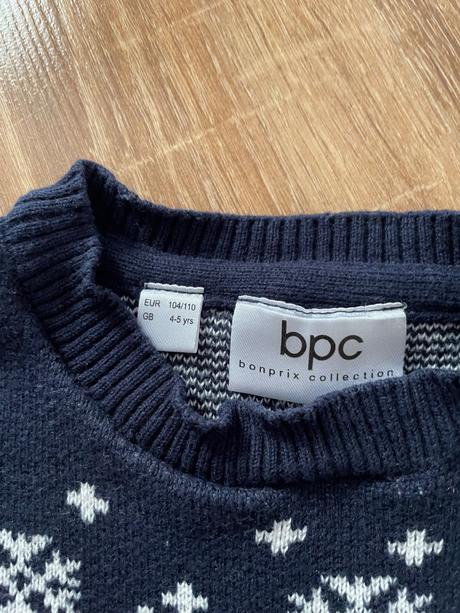 EUR 104/110
GB 4-5 yrs
bpc
bonprix collection